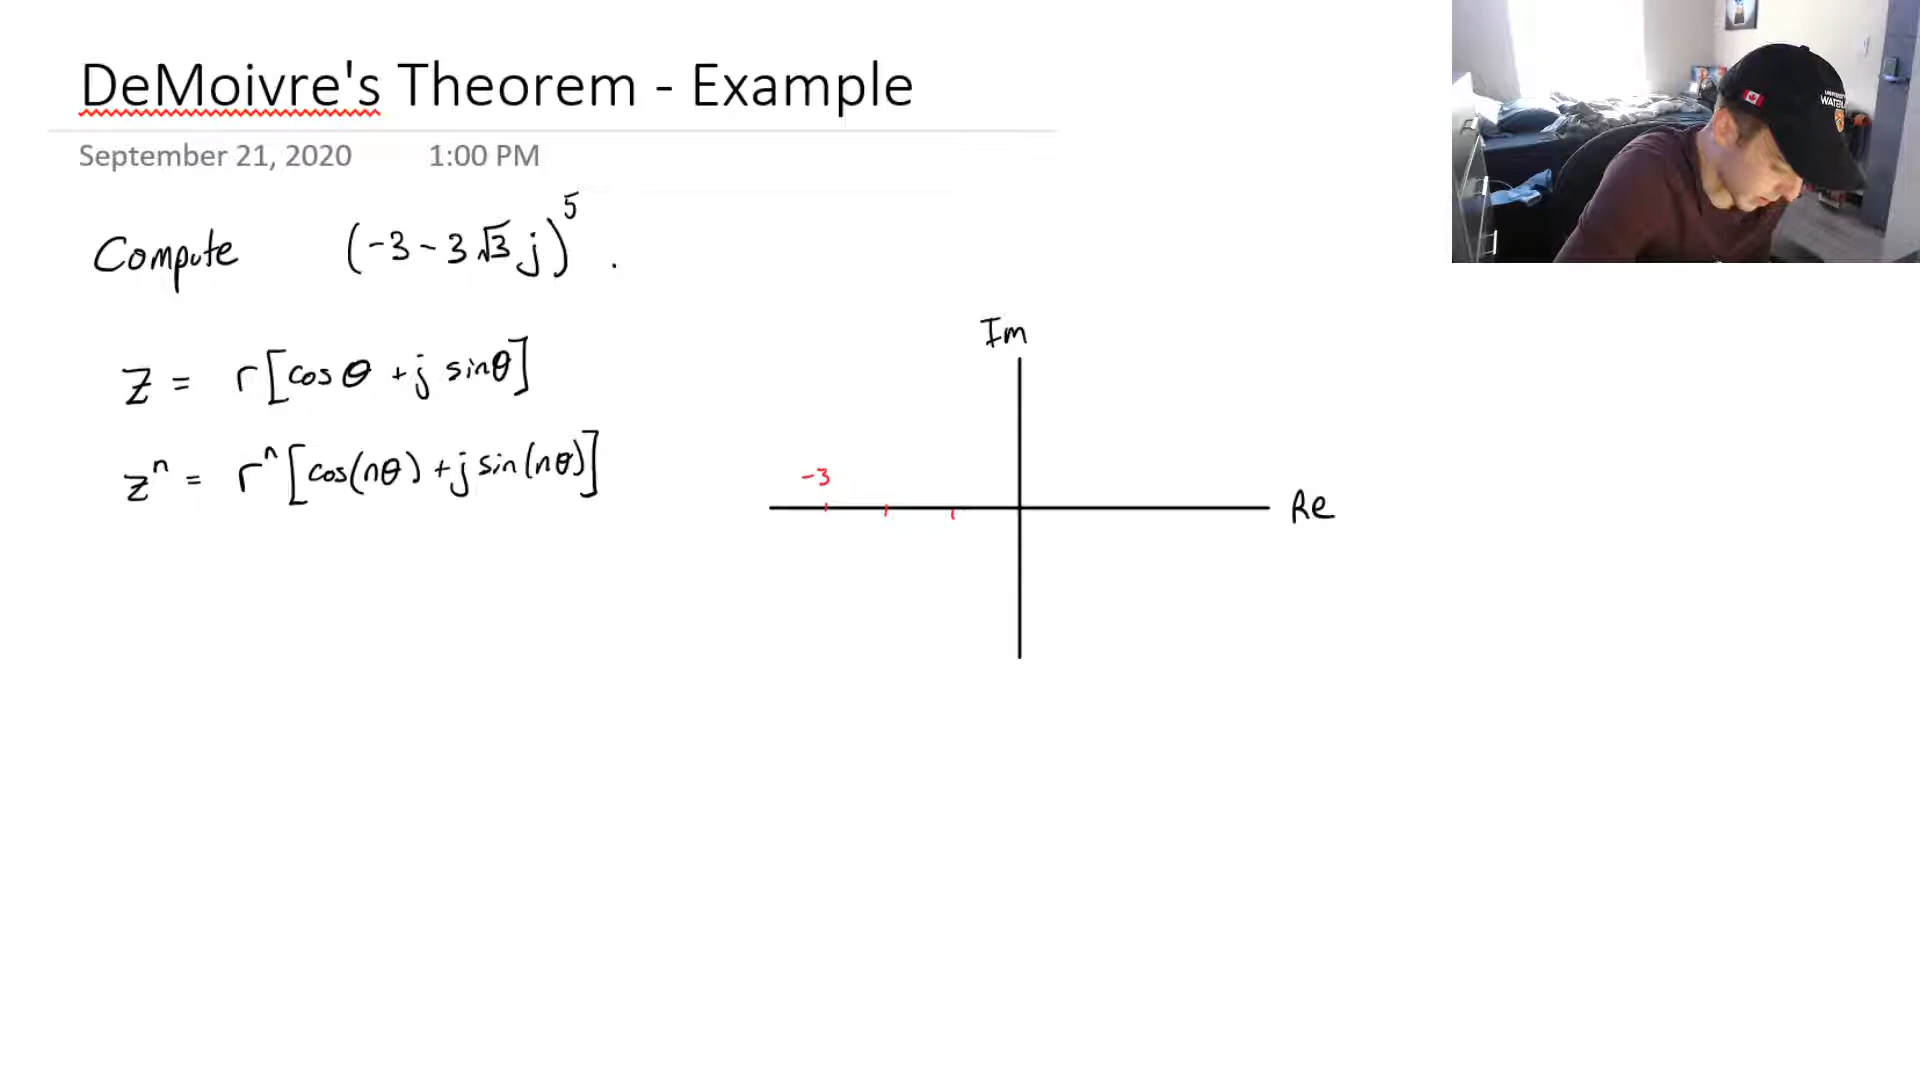 DeMoivre's Theorem - Example
September 21, 2020 1:00 PM
Compute (-3 - 3√3 j)^5 .
z = r[cos θ + j sin θ]
z^n = r^n [cos(nθ) + j sin(nθ)]
Im
-3
Re